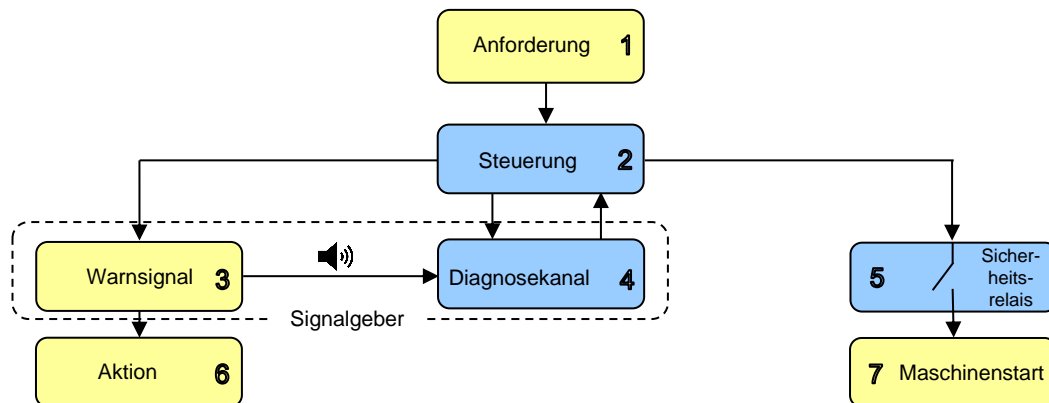 Anforderung 1
Steuerung 2
Warnsignal 3
Diagnosekanal 4
5 Sicher-
heits-
relais
Signalgeber
Aktion 6
7 Maschinenstart